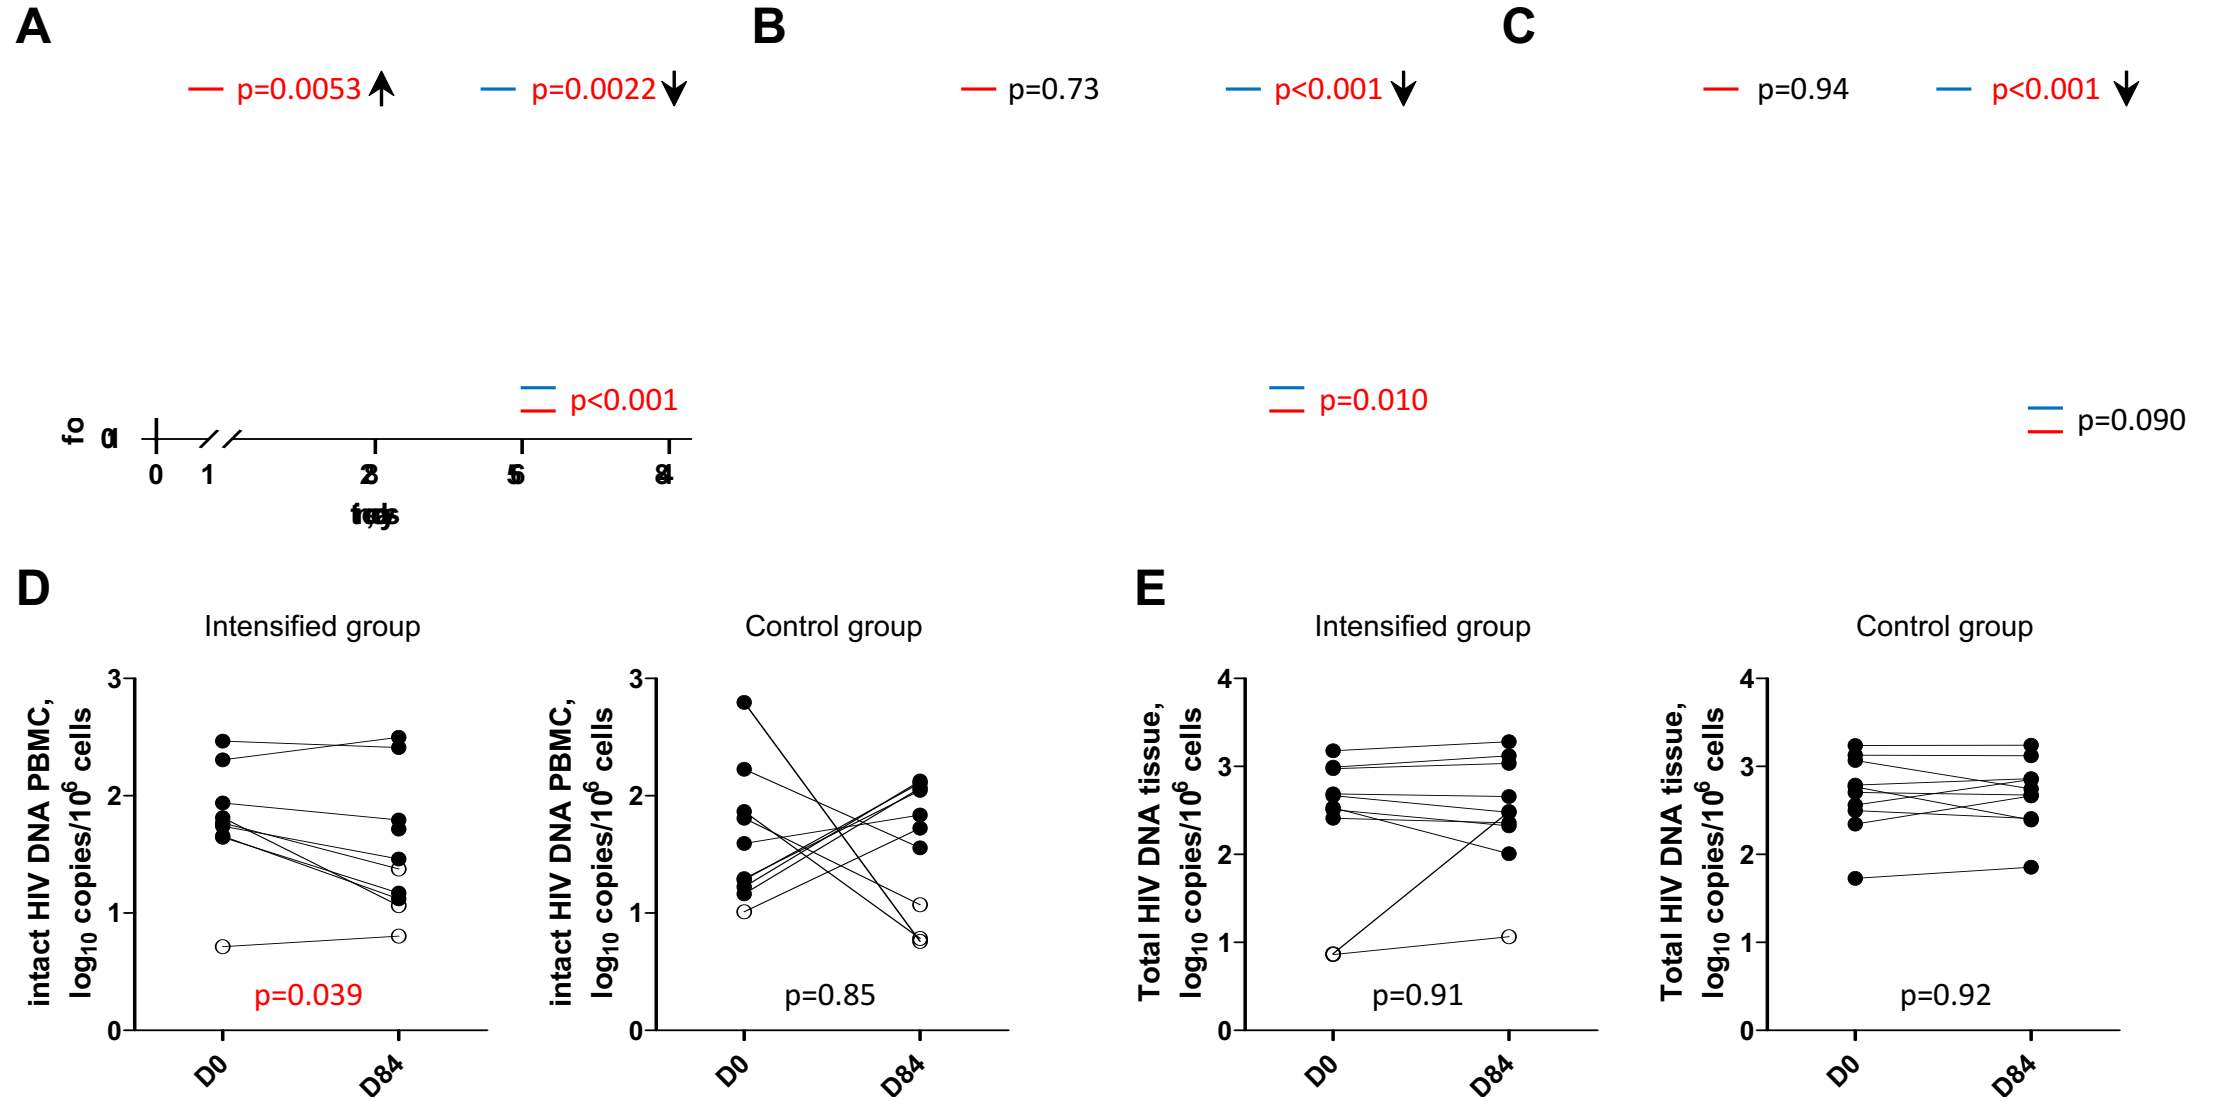 A
B
C
p=0.0053
p=0.0022
p=0.73
p<0.001
p=0.94
p<0.001
p<0.001
p=0.010
p=0.090
0
1
28
56
84
D
E
Intensified group
Control group
Intensified group
Control group
intact HIV DNA PBMC,
log10 copies/10^6 cells
3
2
1
0
p=0.039
D0
D84
intact HIV DNA PBMC,
log10 copies/10^6 cells
3
2
1
0
p=0.85
D0
D84
Total HIV DNA tissue,
log10 copies/10^6 cells
4
3
2
1
0
p=0.91
D0
D84
Total HIV DNA tissue,
log10 copies/10^6 cells
4
3
2
1
0
p=0.92
D0
D84